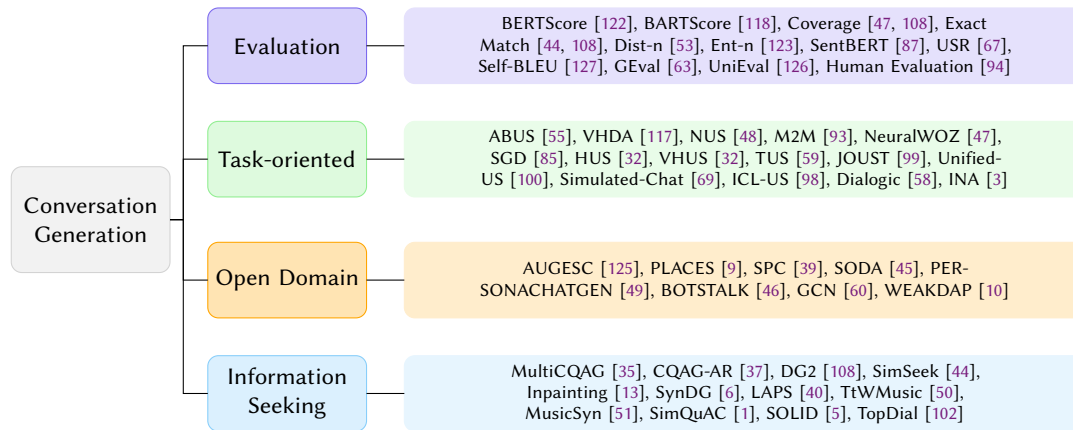 Conversation
Generation
Evaluation
BERTScore [122], BARTScore [118], Coverage [47, 108], Exact
Match [44, 108], Dist-n [53], Ent-n [123], SentBERT [87], USR [67],
Self-BLEU [127], GEval [63], UniEval [126], Human Evaluation [94]
Task-oriented
ABUS [55], VHDA [117], NUS [48], M2M [93], NeuralWOZ [47],
SGD [85], HUS [32], VHUS [32], TUS [59], JOUST [99], Unified-
US [100], Simulated-Chat [69], ICL-US [98], Dialogic [58], INA [3]
Open Domain
AUGESC [125], PLACES [9], SPC [39], SODA [45], PER-
SONACHATGEN [49], BOTSTALK [46], GCN [60], WEAKDAP [10]
Information
Seeking
MultiCQAG [35], CQAG-AR [37], DG2 [108], SimSeek [44],
Inpainting [13], SynDG [6], LAPS [40], TtWMusic [50],
MusicSyn [51], SimQuAC [1], SOLID [5], TopDial [102]